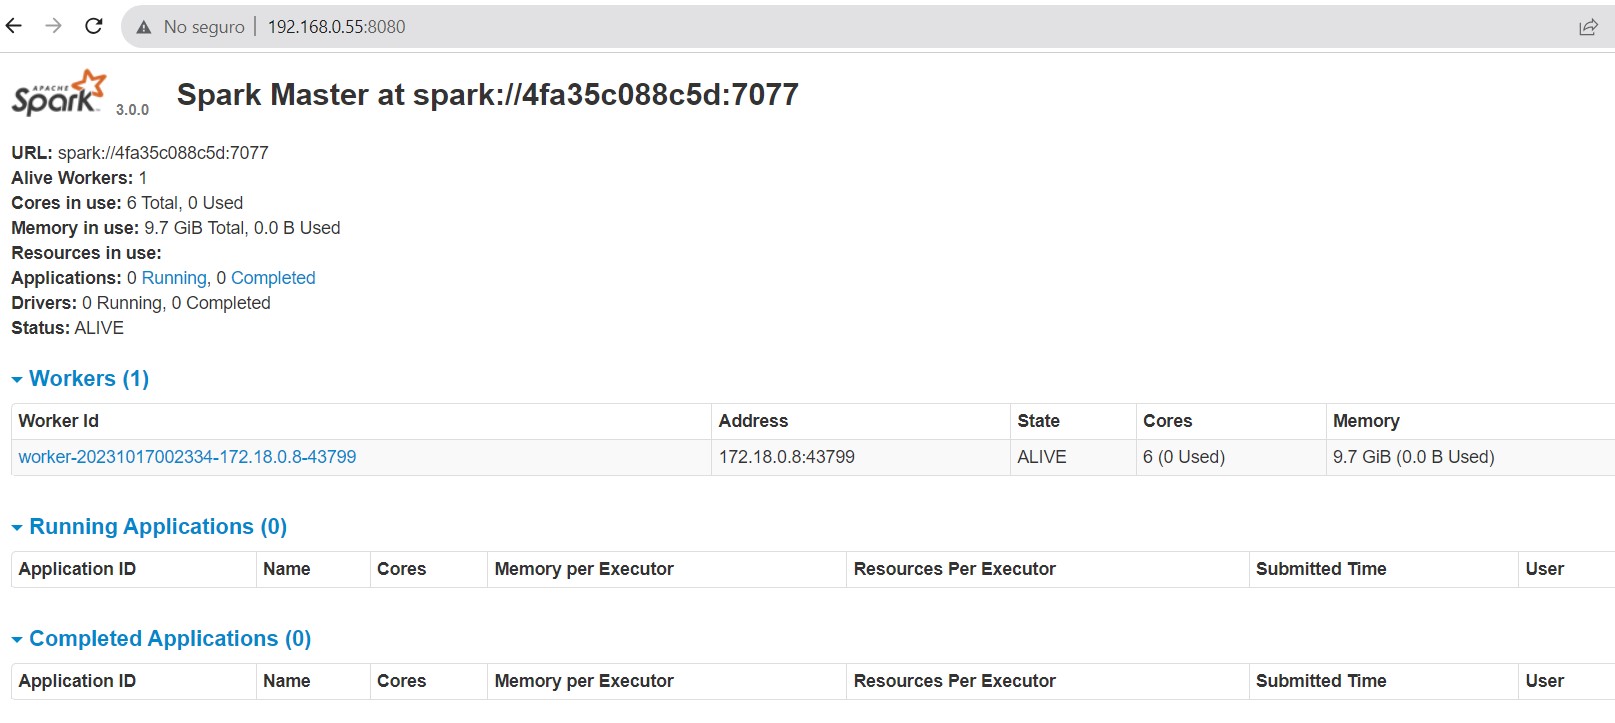 No seguro | 192.168.0.55:8080
APACHE Spark 3.0.0 Spark Master at spark://4fa35c088c5d:7077
URL: spark://4fa35c088c5d:7077
Alive Workers: 1
Cores in use: 6 Total, 0 Used
Memory in use: 9.7 GiB Total, 0.0 B Used
Resources in use:
Applications: 0 Running, 0 Completed
Drivers: 0 Running, 0 Completed
Status: ALIVE
Workers (1)
Worker Id Address State Cores Memory
worker-20231017002334-172.18.0.8-43799 172.18.0.8:43799 ALIVE 6 (0 Used) 9.7 GiB (0.0 B Used)
Running Applications (0)
Application ID Name Cores Memory per Executor Resources Per Executor Submitted Time User
Completed Applications (0)
Application ID Name Cores Memory per Executor Resources Per Executor Submitted Time User